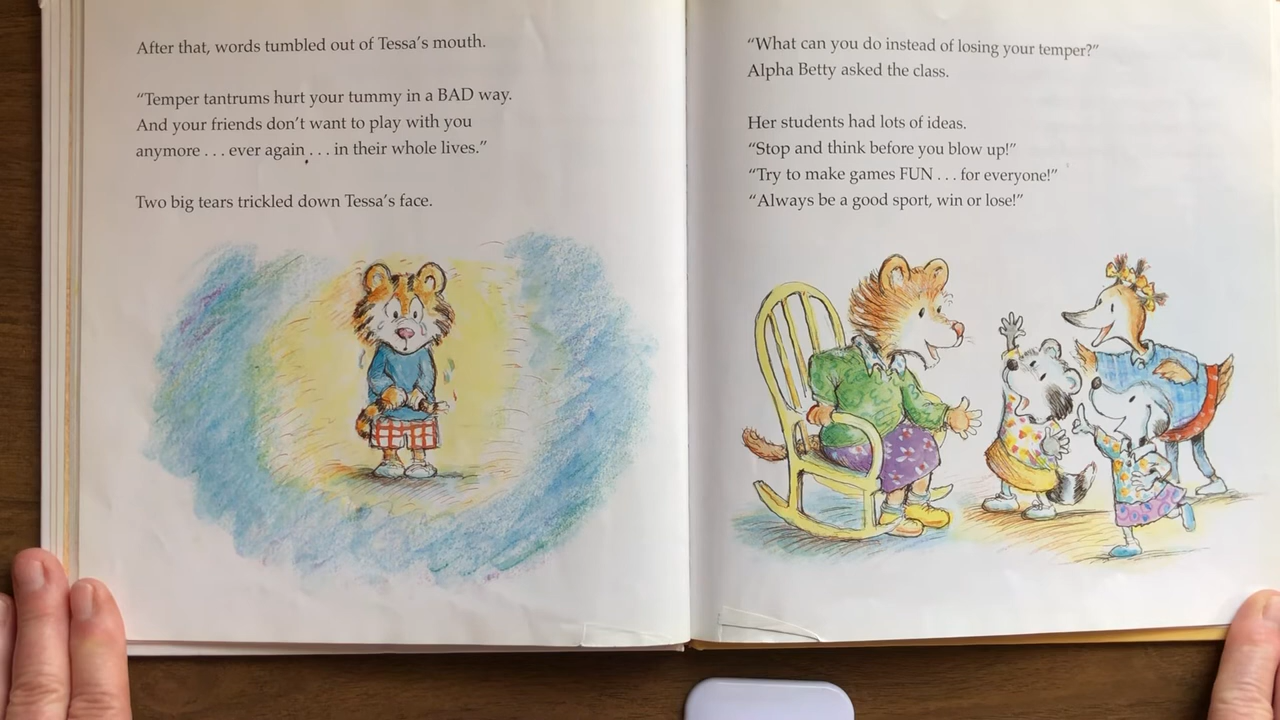 After that, words tumbled out of Tessa’s mouth.
“Temper tantrums hurt your tummy in a BAD way.
And your friends don’t want to play with you
anymore . . . ever again . . . in their whole lives.”
Two big tears trickled down Tessa’s face.
“What can you do instead of losing your temper?”
Alpha Betty asked the class.
Her students had lots of ideas.
“Stop and think before you blow up!”
“Try to make games FUN . . . for everyone!”
“Always be a good sport, win or lose!”